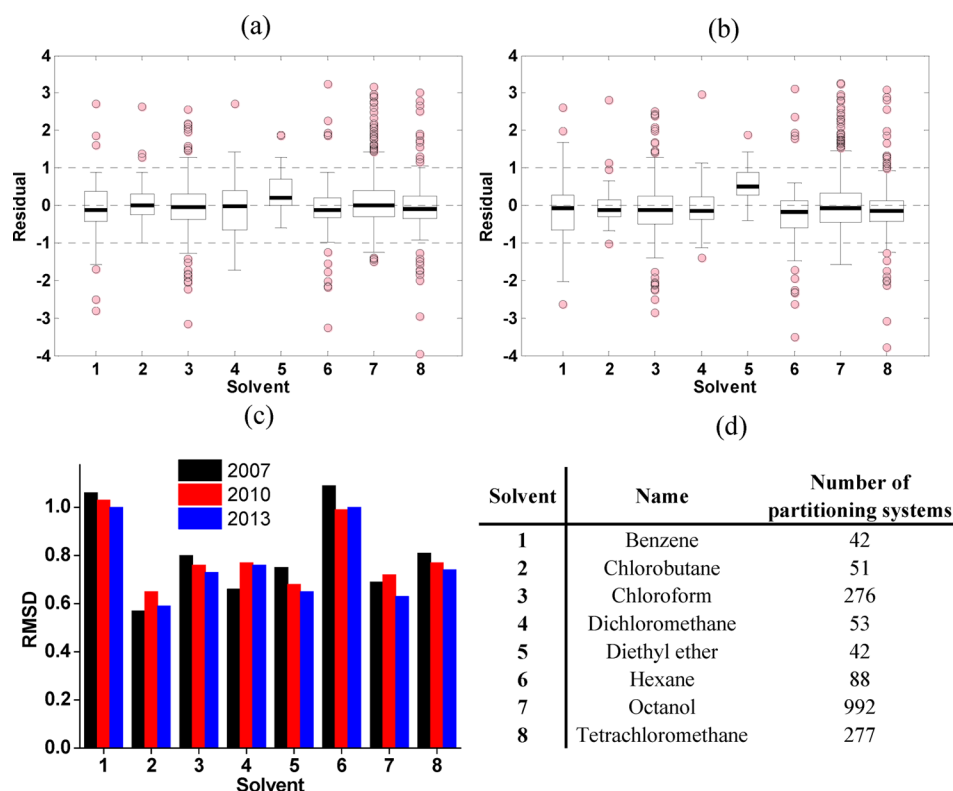 (a)
4
3
2
1
0
-1
-2
-3
-4
Residual
1 2 3 4 5 6 7 8
Solvent
(b)
4
3
2
1
0
-1
-2
-3
-4
Residual
1 2 3 4 5 6 7 8
Solvent
(c)
2007
2010
2013
1.0
0.8
0.6
0.4
0.2
0.0
RMSD
1 2 3 4 5 6 7 8
Solvent
(d)
Solvent Name Number of
partitioning systems
1 Benzene 42
2 Chlorobutane 51
3 Chloroform 276
4 Dichloromethane 53
5 Diethyl ether 42
6 Hexane 88
7 Octanol 992
8 Tetrachloromethane 277